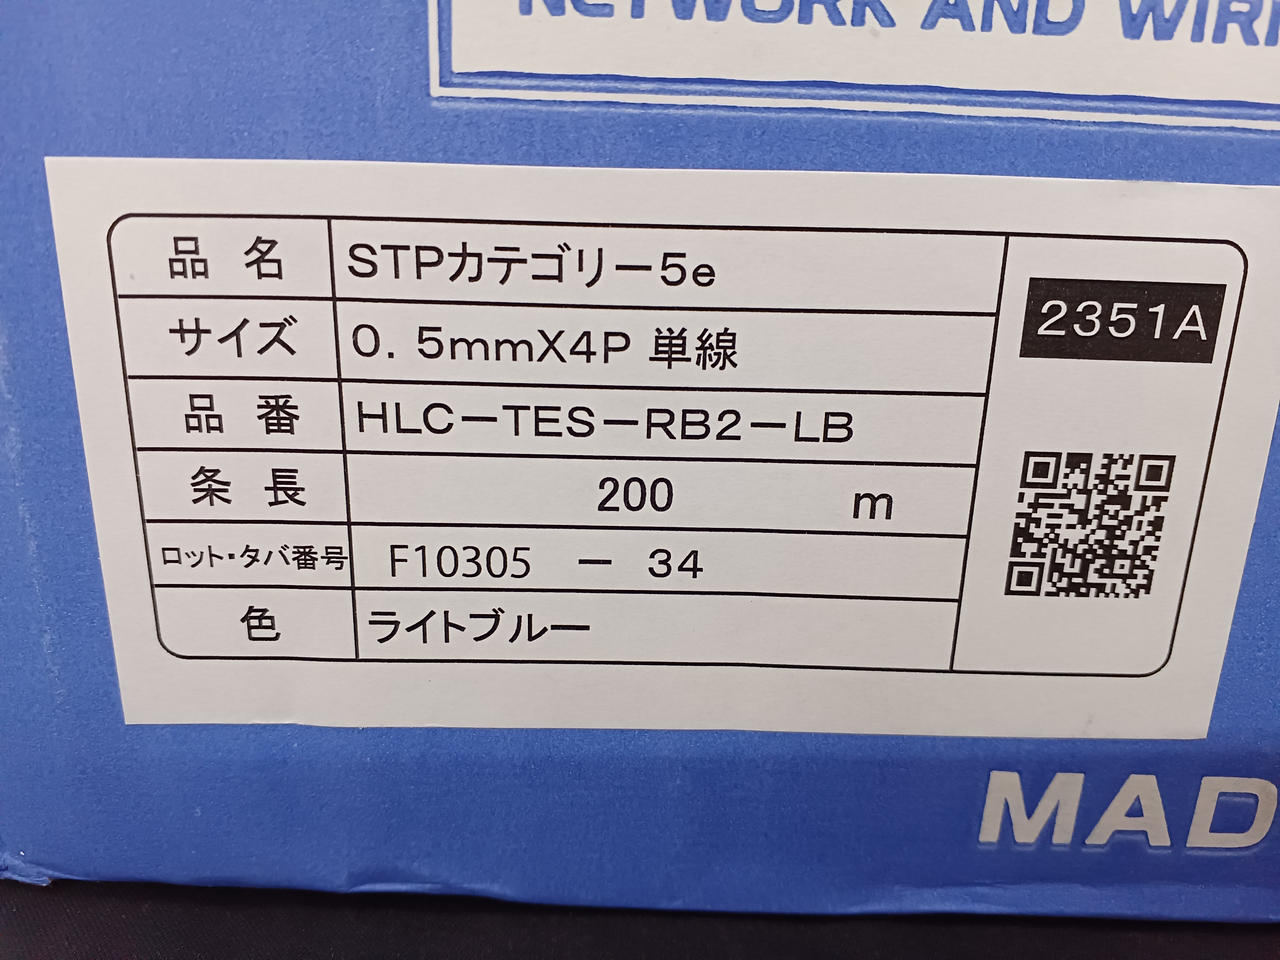 NETWORK AND
品名 STPカテゴリー5e
2351A
サイズ 0.5mmX4P 単線
品番 HLC-TES-RB2-LB
条長 200 m
ロット・タバ番号 F10305 - 34
色 ライトブルー